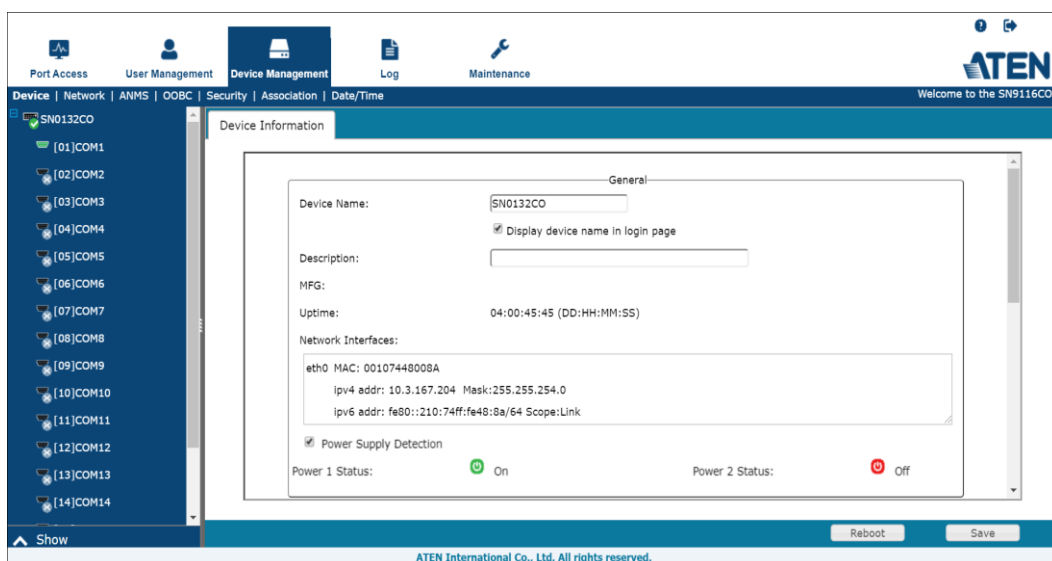 ATEN
Port Access User Management Device Management Log Maintenance
Device | Network | ANMS | OOBC | Security | Association | Date/Time
Welcome to the SN9116CO
SN0132CO
[01]COM1
[02]COM2
[03]COM3
[04]COM4
[05]COM5
[06]COM6
[07]COM7
[08]COM8
[09]COM9
[10]COM10
[11]COM11
[12]COM12
[13]COM13
[14]COM14
Show
Device Information
General
Device Name: SN0132CO
Display device name in login page
Description:
MFG:
Uptime: 04:00:45:45 (DD:HH:MM:SS)
Network Interfaces:
eth0 MAC: 00107448008A
ipv4 addr: 10.3.167.204 Mask:255.255.254.0
ipv6 addr: fe80::210:74ff:fe48:8a/64 Scope:Link
Power Supply Detection
Power 1 Status: On Power 2 Status: Off
Reboot Save
ATEN International Co., Ltd. All rights reserved.